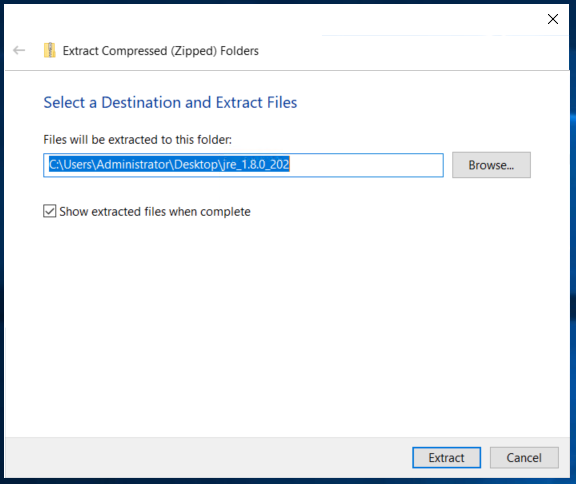 Extract Compressed (Zipped) Folders
Select a Destination and Extract Files
Files will be extracted to this folder:
C:\Users\Administrator\Desktop\jre_1.8.0_202
Browse...
Show extracted files when complete
Extract
Cancel